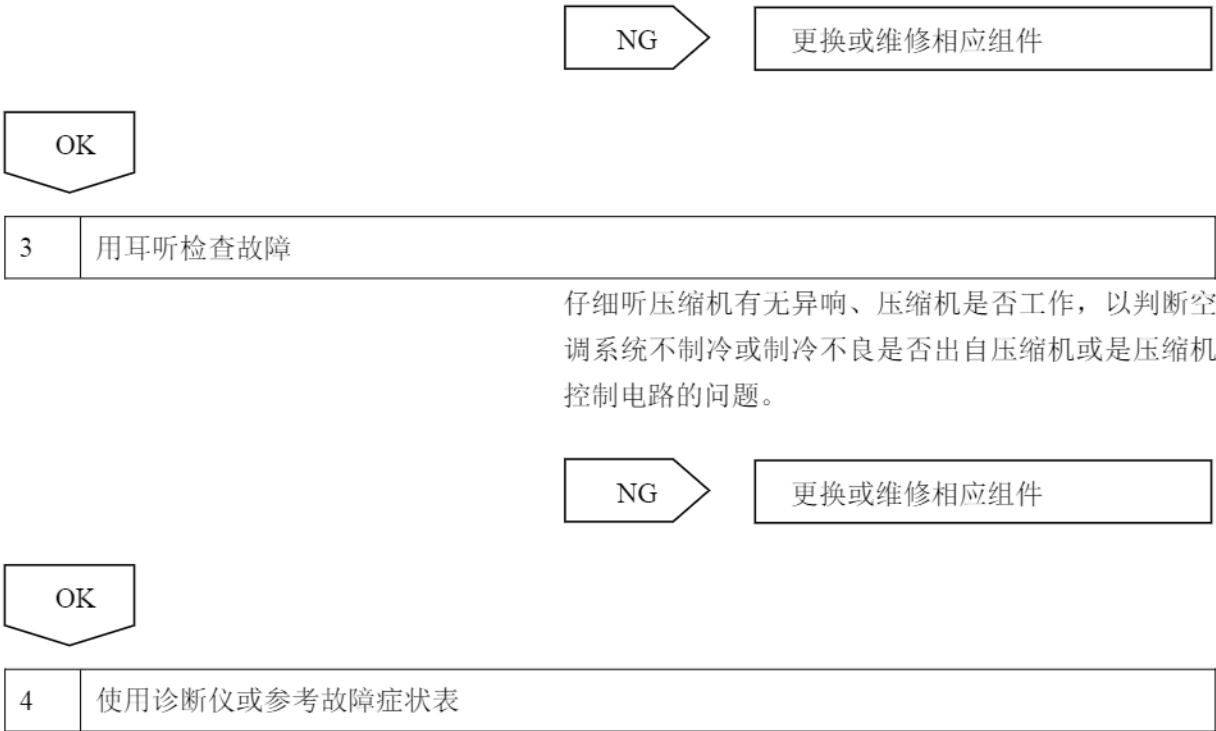 NG 更换或维修相应组件
OK
3 用耳听检查故障
仔细听压缩机有无异响、压缩机是否工作，以判断空
调系统不制冷或制冷不良是否出自压缩机或是压缩机
控制电路的问题。
NG 更换或维修相应组件
OK
4 使用诊断仪或参考故障症状表